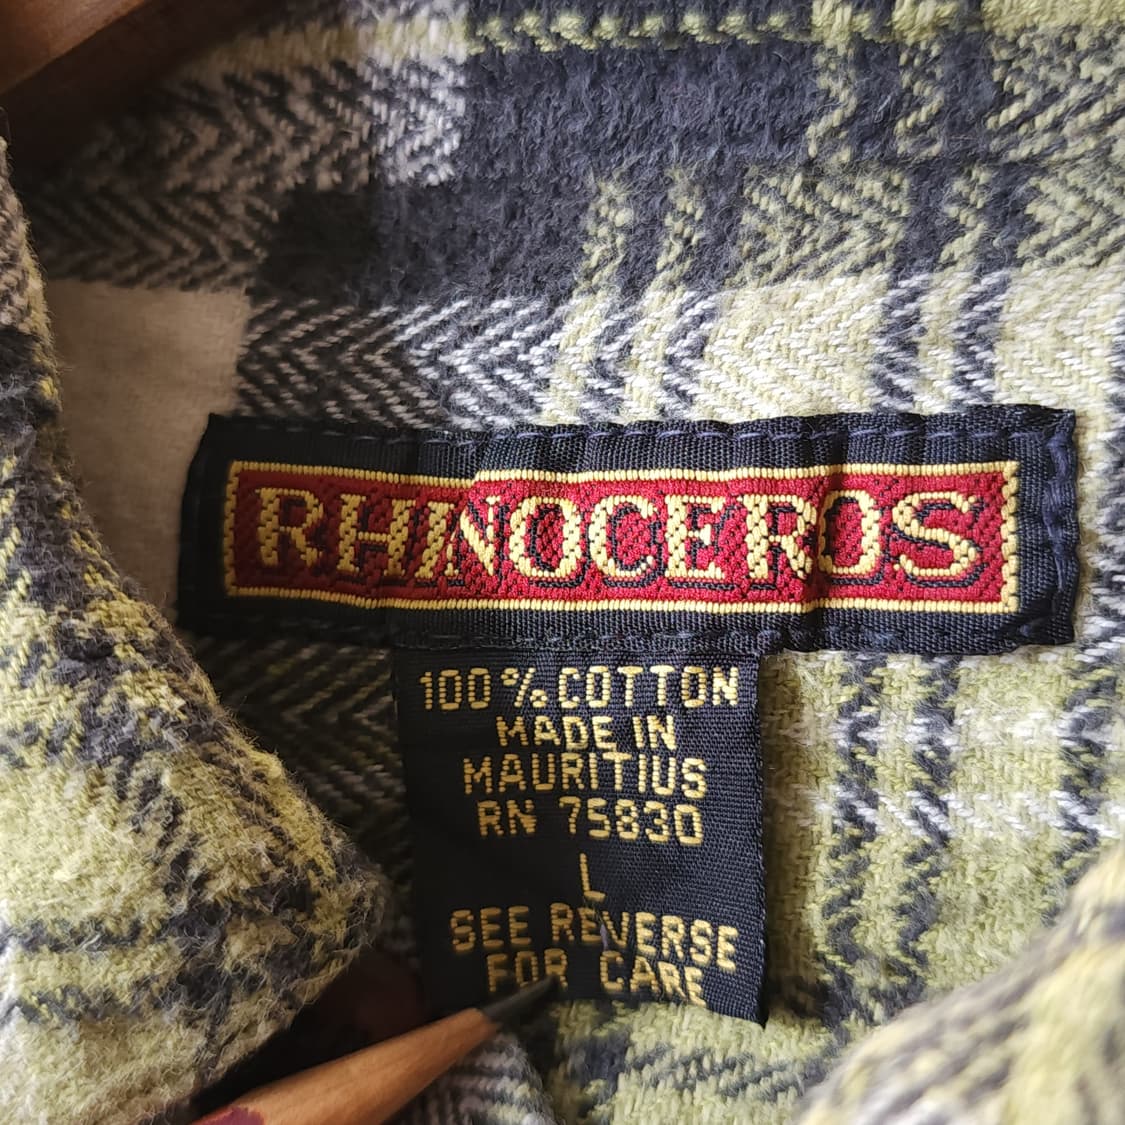 RHINOCEROS
100% COTTON
MADE IN
MAURITIUS
RN 75830
L
SEE REVERSE
FOR CARE